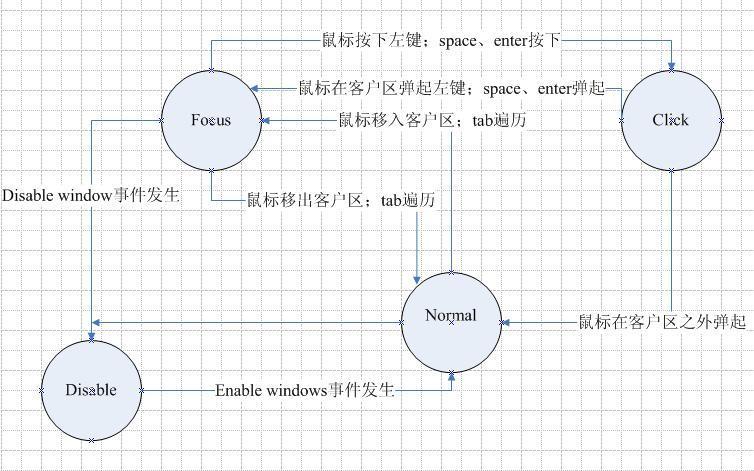 鼠标按下左键；space、enter按下
鼠标在客户区弹起左键；space、enter弹起
Focus
鼠标移入客户区；tab遍历
Click
Disable window事件发生
鼠标移出客户区；tab遍历
Normal
鼠标在客户区之外弹起
Disable
Enable windows事件发生